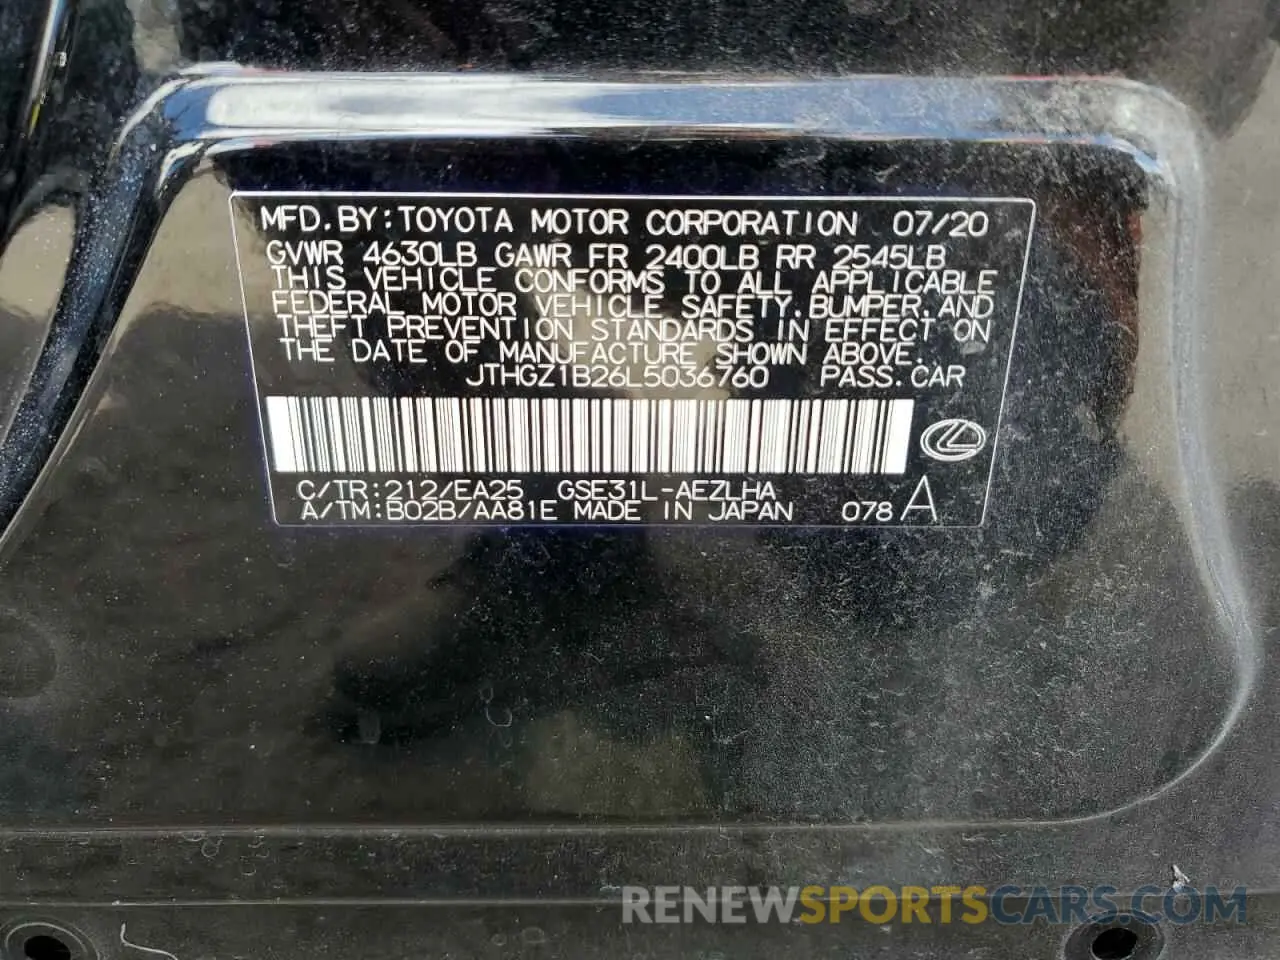 MFD.BY:TOYOTA MOTOR CORPORATION 07/20
GVWR 4630LB GAWR FR 2400LB RR 2545LB
THIS VEHICLE CONFORMS TO ALL APPLICABLE
FEDERAL MOTOR VEHICLE SAFETY.BUMPER.AND
THEFT PREVENTION STANDARDS IN EFFECT ON
THE DATE OF MANUFACTURE SHOWN ABOVE.
JTHGZ1B26L5036760 PASS.CAR
C/TR:212/EA25 GSE31L-AEZLHA
A/TM:B02B/AA81E MADE IN JAPAN 078 A
RENEWSPORTSCARS.COM